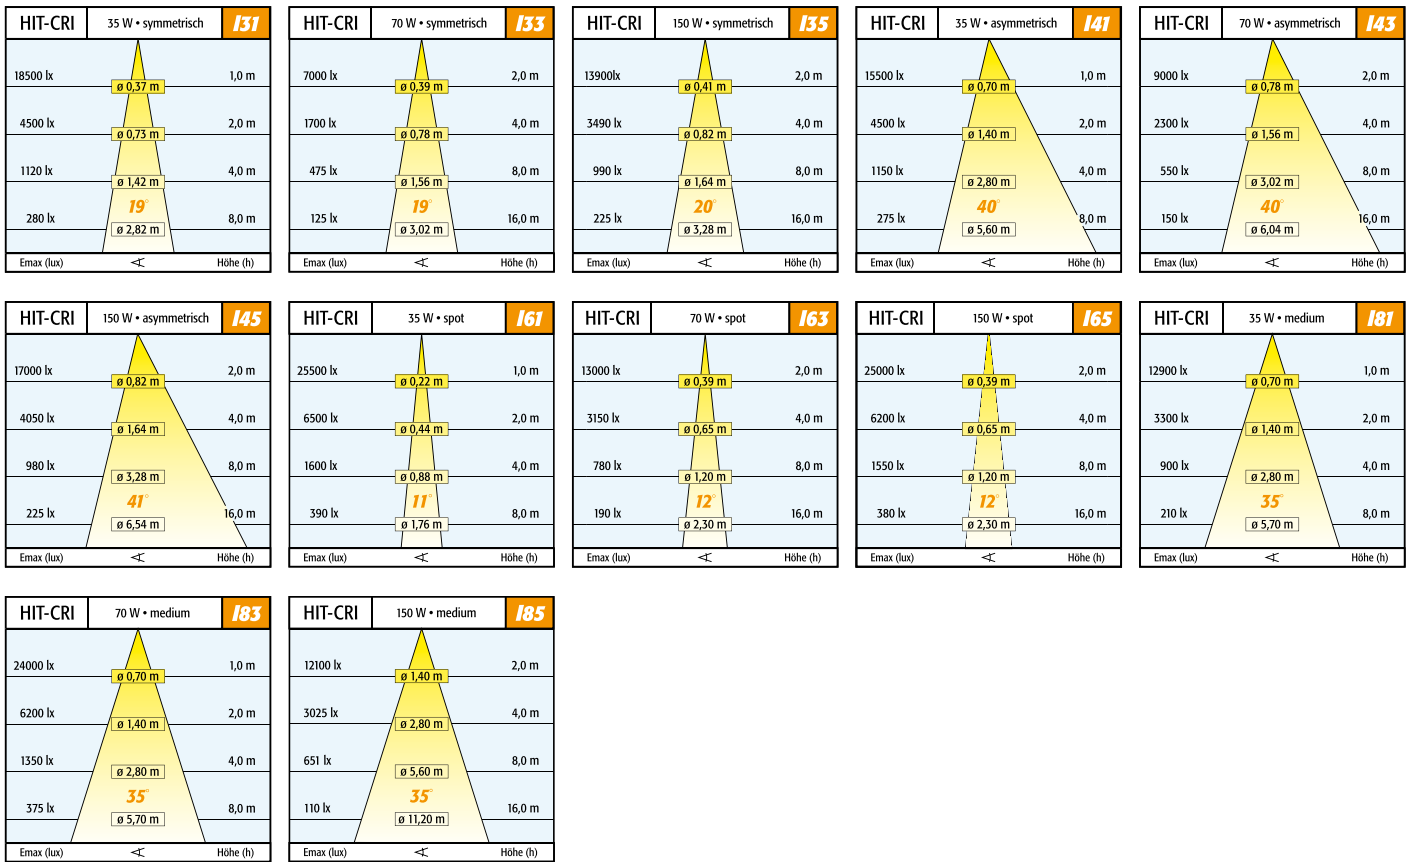 HIT-CRI 35 W • symmetrisch I31
18500 lx ø 0,37 m 1,0 m
4500 lx ø 0,73 m 2,0 m
1120 lx ø 1,42 m 4,0 m
19°
280 lx ø 2,82 m 8,0 m
Emax (lux) Höhe (h)
HIT-CRI 70 W • symmetrisch I33
7000 lx ø 0,39 m 2,0 m
1700 lx ø 0,78 m 4,0 m
475 lx ø 1,56 m 8,0 m
19°
125 lx ø 3,02 m 16,0 m
Emax (lux) Höhe (h)
HIT-CRI 150 W • symmetrisch I35
13900lx ø 0,41 m 2,0 m
3490 lx ø 0,82 m 4,0 m
990 lx ø 1,64 m 8,0 m
20°
225 lx ø 3,28 m 16,0 m
Emax (lux) Höhe (h)
HIT-CRI 35 W • asymmetrisch I41
15500 lx ø 0,70 m 1,0 m
4500 lx ø 1,40 m 2,0 m
1150 lx ø 2,80 m 4,0 m
40°
275 lx ø 5,60 m 8,0 m
Emax (lux) Höhe (h)
HIT-CRI 70 W • asymmetrisch I43
9000 lx ø 0,78 m 2,0 m
2300 lx ø 1,56 m 4,0 m
550 lx ø 3,02 m 8,0 m
40°
150 lx ø 6,04 m 16,0 m
Emax (lux) Höhe (h)
HIT-CRI 150 W • asymmetrisch I45
17000 lx ø 0,82 m 2,0 m
4050 lx ø 1,64 m 4,0 m
980 lx ø 3,28 m 8,0 m
41°
225 lx ø 6,54 m 16,0 m
Emax (lux) Höhe (h)
HIT-CRI 35 W • spot I61
25500 lx ø 0,22 m 1,0 m
6500 lx ø 0,44 m 2,0 m
1600 lx ø 0,88 m 4,0 m
11°
390 lx ø 1,76 m 8,0 m
Emax (lux) Höhe (h)
HIT-CRI 70 W • spot I63
13000 lx ø 0,39 m 2,0 m
3150 lx ø 0,65 m 4,0 m
780 lx ø 1,20 m 8,0 m
12°
190 lx ø 2,30 m 16,0 m
Emax (lux) Höhe (h)
HIT-CRI 150 W • spot I65
25000 lx ø 0,39 m 2,0 m
6200 lx ø 0,65 m 4,0 m
1550 lx ø 1,20 m 8,0 m
12°
380 lx ø 2,30 m 16,0 m
Emax (lux) Höhe (h)
HIT-CRI 35 W • medium I81
12900 lx ø 0,70 m 1,0 m
3300 lx ø 1,40 m 2,0 m
900 lx ø 2,80 m 4,0 m
35°
210 lx ø 5,70 m 8,0 m
Emax (lux) Höhe (h)
HIT-CRI 70 W • medium I83
24000 lx ø 0,70 m 1,0 m
6200 lx ø 1,40 m 2,0 m
1350 lx ø 2,80 m 4,0 m
35°
375 lx ø 5,70 m 8,0 m
Emax (lux) Höhe (h)
HIT-CRI 150 W • medium I85
12100 lx ø 1,40 m 2,0 m
3025 lx ø 2,80 m 4,0 m
651 lx ø 5,60 m 8,0 m
35°
110 lx ø 11,20 m 16,0 m
Emax (lux) Höhe (h)